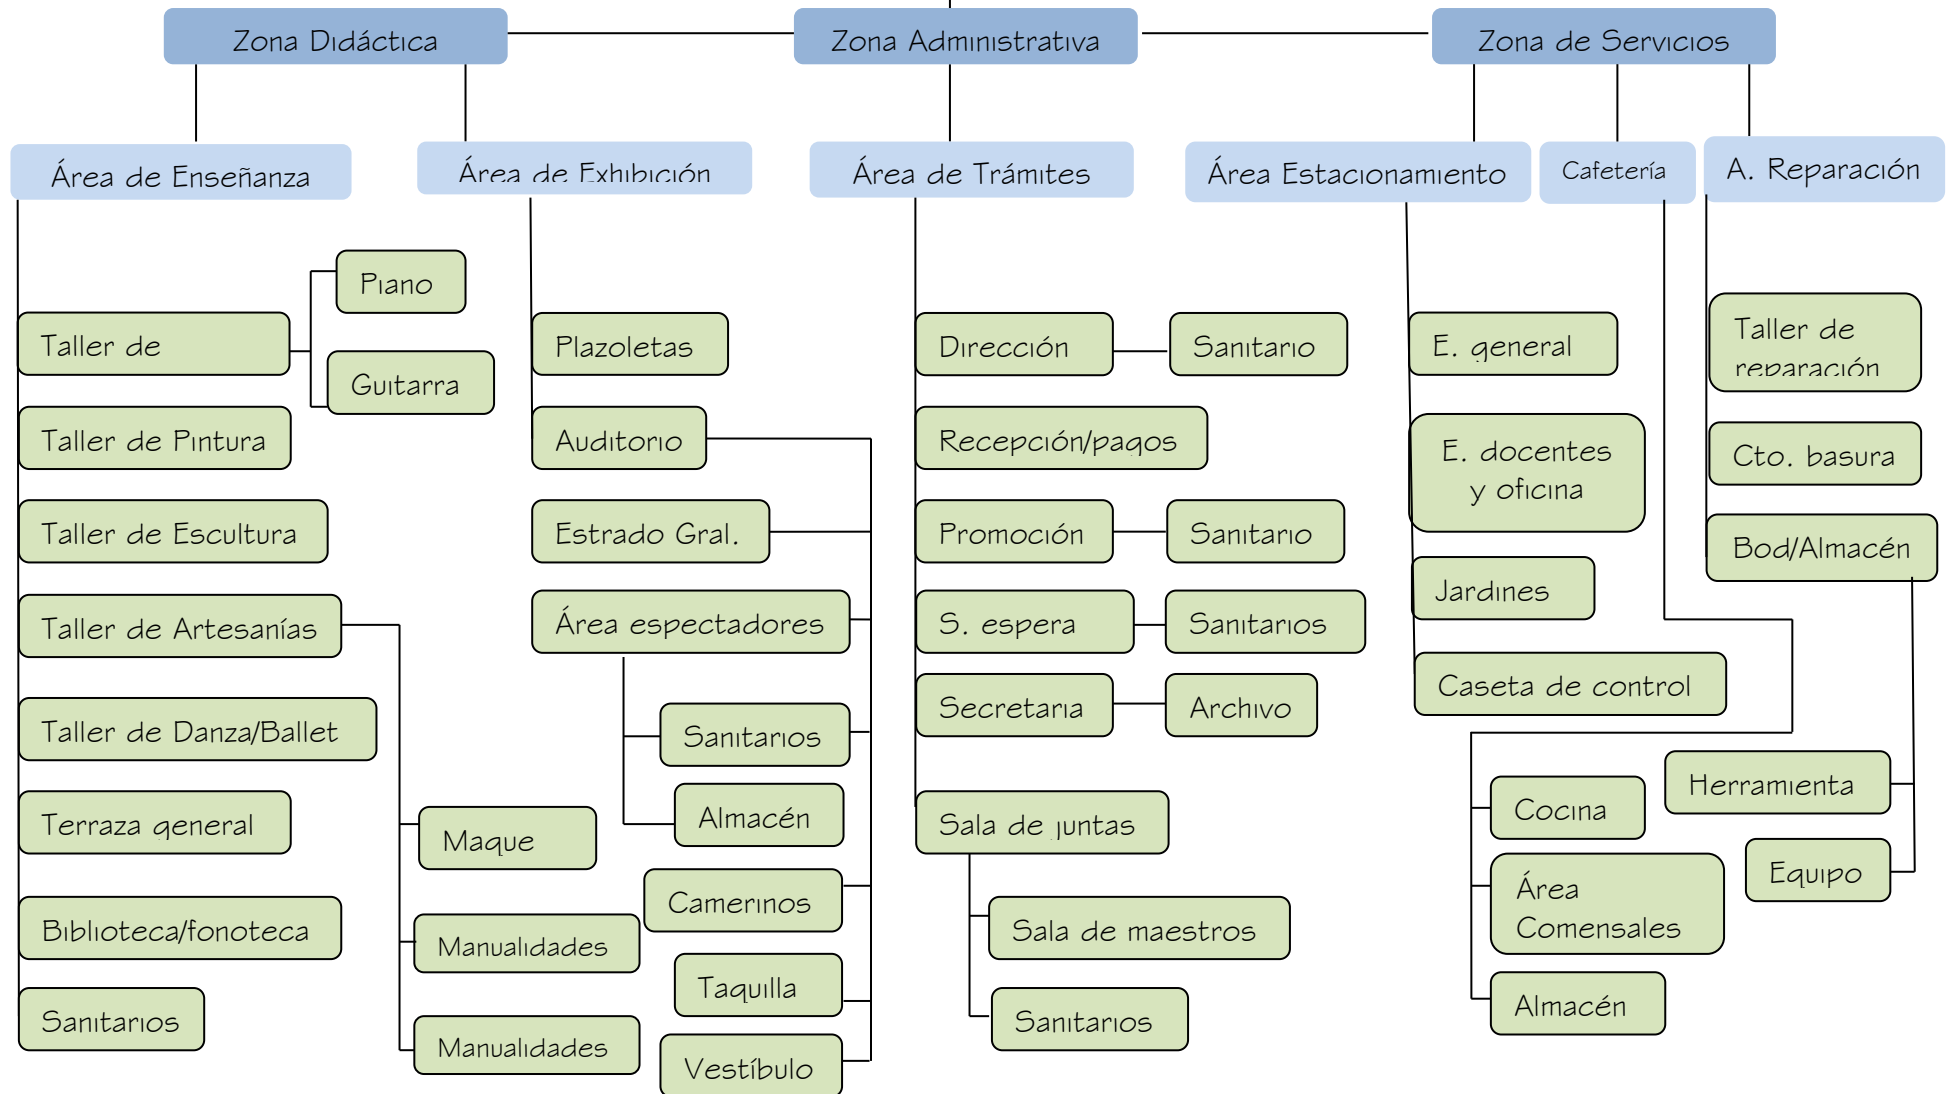 Zona Didáctica
Zona Administrativa
Zona de Servicios
Área de Enseñanza
Área de Exhibición
Área de Trámites
Área Estacionamiento
Cafetería
A. Reparación
Taller de
Piano
Guitarra
Taller de Pintura
Taller de Escultura
Taller de Artesanías
Taller de Danza/Ballet
Terraza general
Biblioteca/fonoteca
Sanitarios
Maque
Manualidades
Manualidades
Plazoletas
Auditorio
Estrado Gral.
Área espectadores
Sanitarios
Almacén
Camerinos
Taquilla
Vestíbulo
Dirección
Sanitario
Recepción/pagos
Promoción
Sanitario
S. espera
Sanitarios
Secretaria
Archivo
Sala de juntas
Sala de maestros
Sanitarios
E. general
E. docentes
y oficina
Jardines
Caseta de control
Cocina
Área
Comensales
Almacén
Taller de
reparación
Cto. basura
Bod/Almacén
Herramienta
Equipo